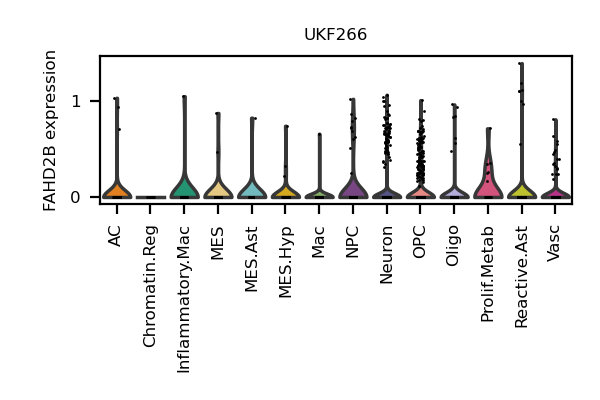 UKF266
FAHD2B expression
1
0
AC
Chromatin.Reg
Inflammatory.Mac
MES
MES.Ast
MES.Hyp
Mac
NPC
Neuron
OPC
Oligo
Prolif.Metab
Reactive.Ast
Vasc